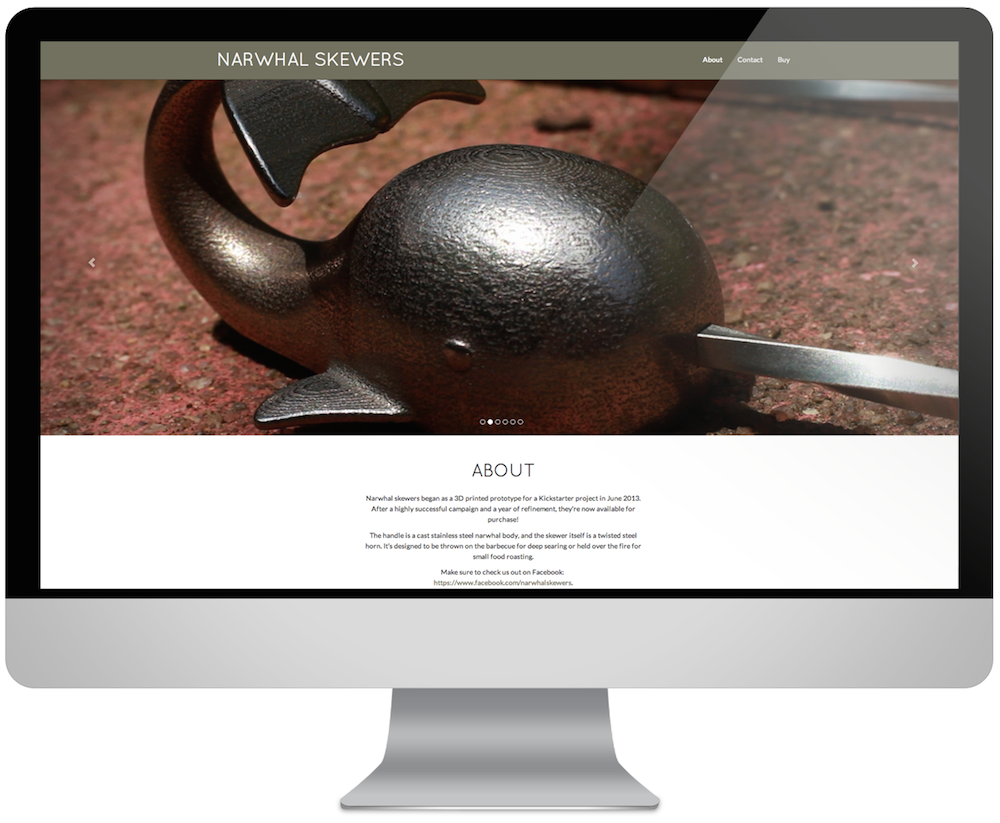 NARWHAL SKEWERS
About Contact Buy
ABOUT
Narwhal skewers began as a 3D printed prototype for a Kickstarter project in June 2013.
After a highly successful campaign and a year of refinement, they're now available for
purchase!
The handle is a cast stainless steel narwhal body, and the skewer itself is a twisted steel
horn. It's designed to be thrown on the barbecue for deep searing or held over the fire for
small food roasting.
Make sure to check us out on Facebook:
https://www.facebook.com/narwhalskewers.